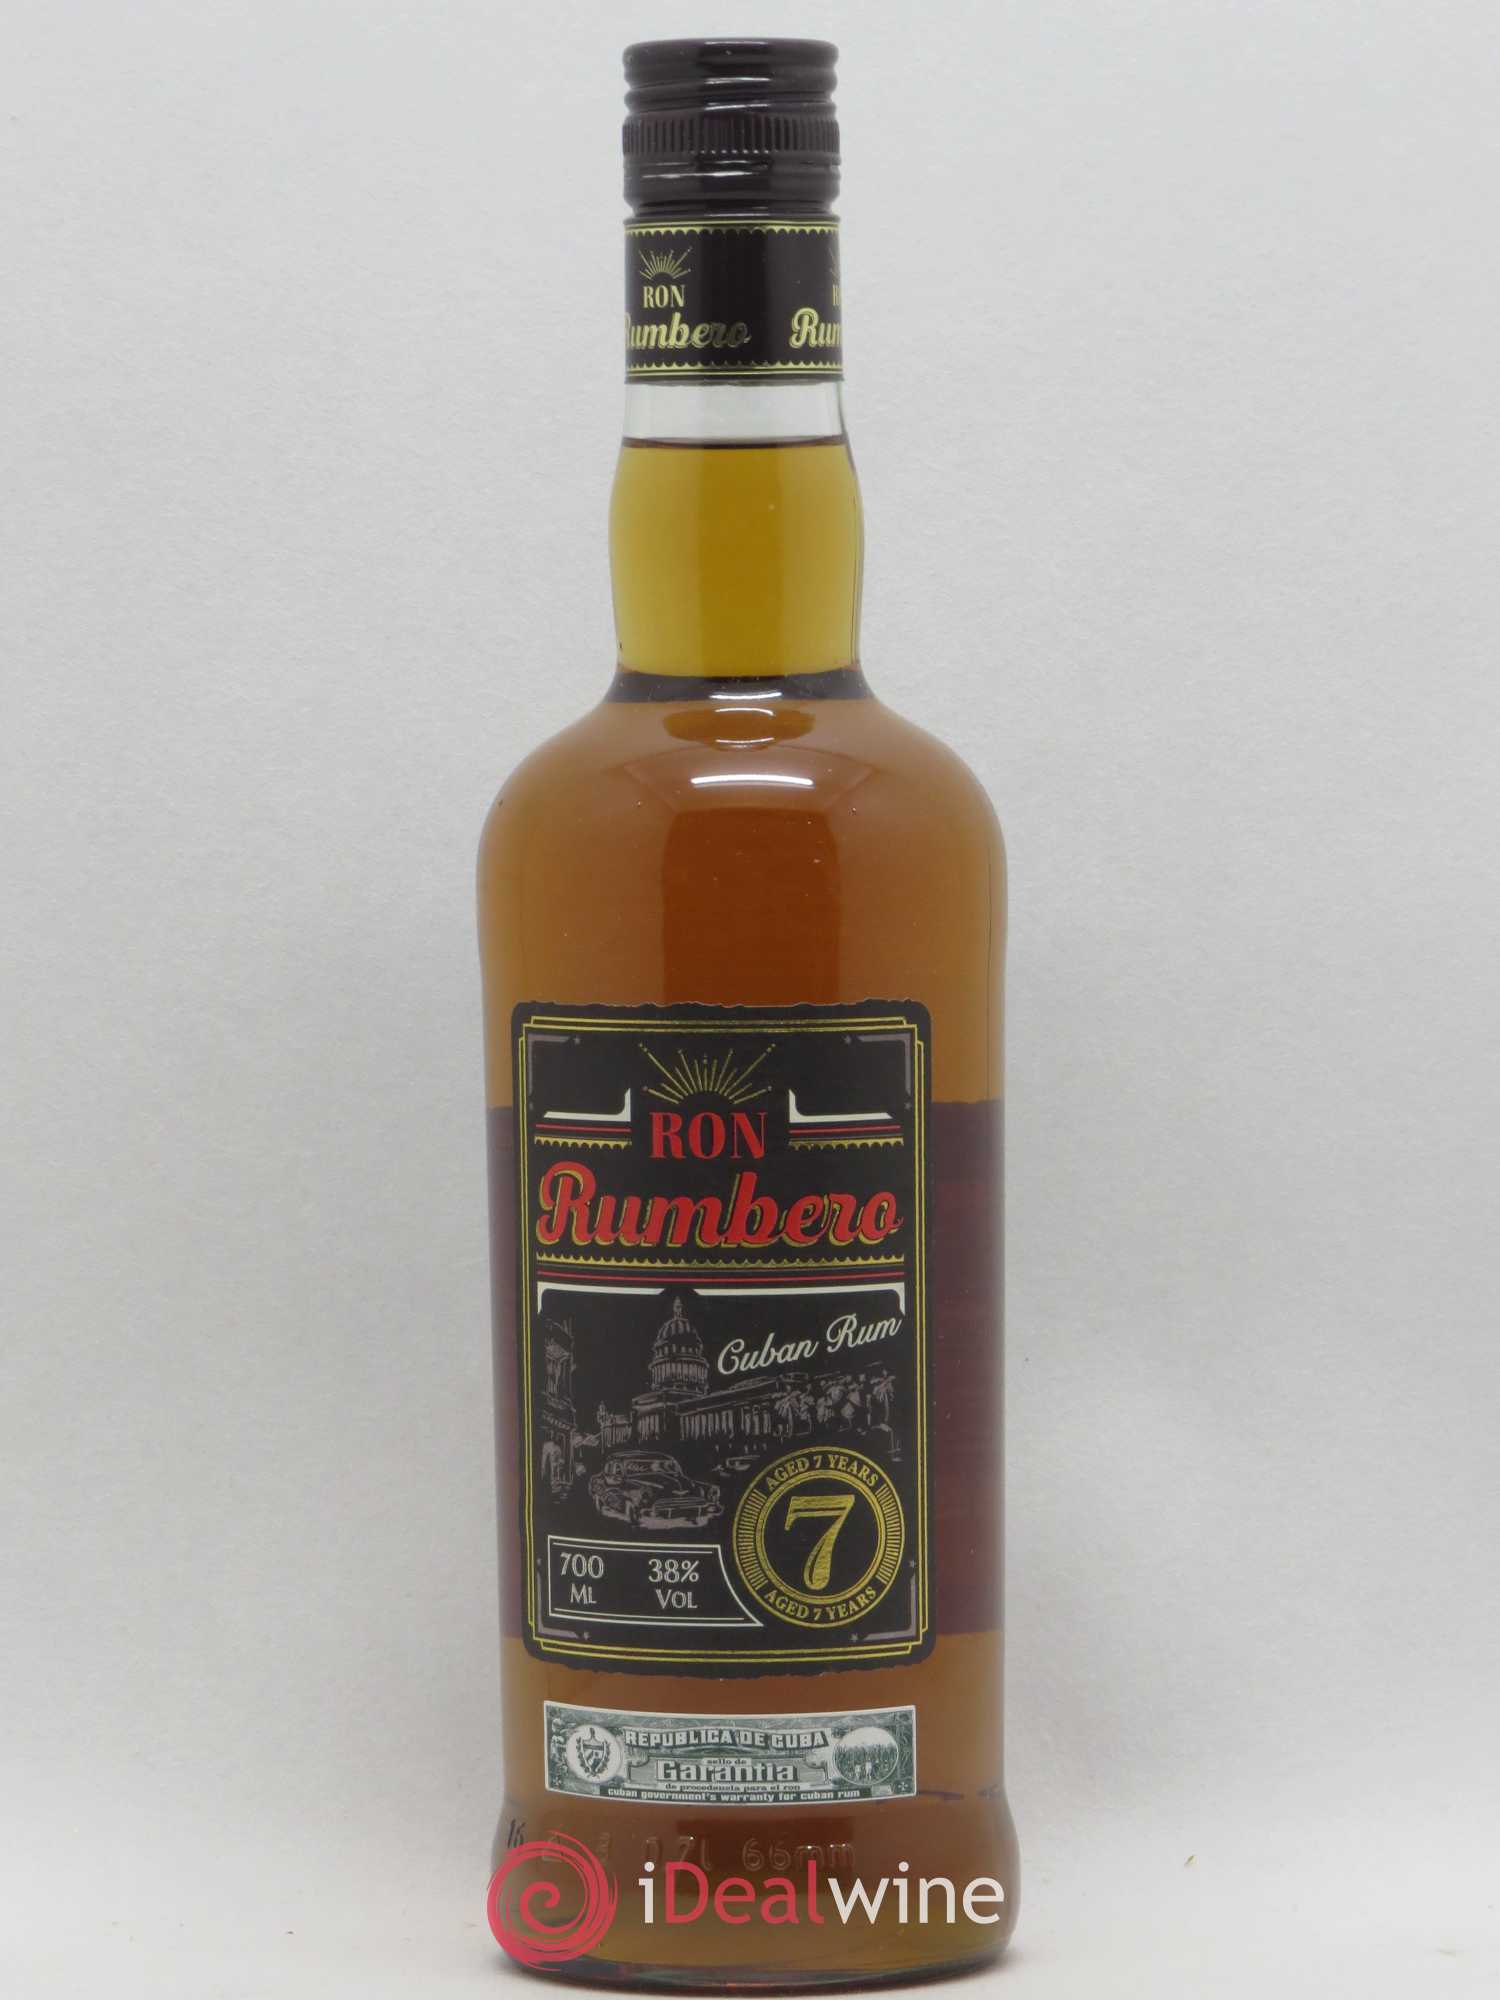 RON
Rumbero
RON
Rumbero
Cuban Rum
AGED 7 YEARS
7
AGED 7 YEARS
700 38%
ML VOL
REPUBLICA DE CUBA
sello de
Garantia
de procedencia para el ron
cuban government's warranty for cuban rum
16
0.7l 66mm
iDealwine